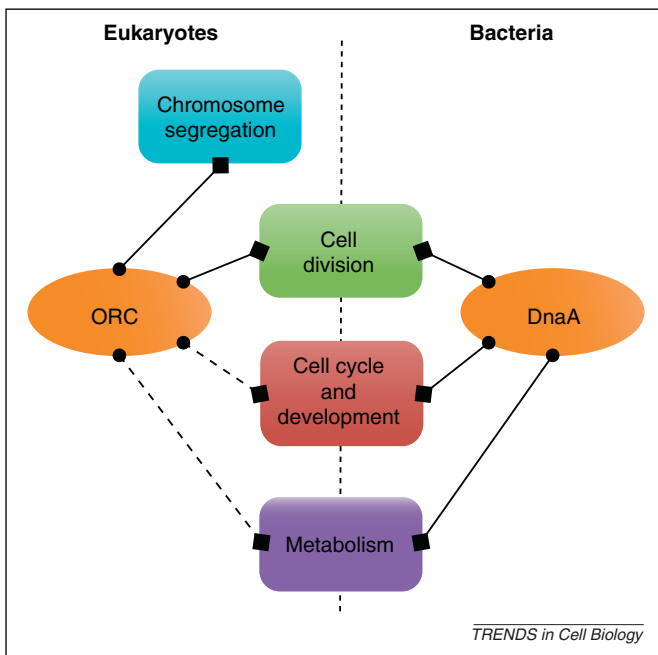 Eukaryotes
Bacteria
Chromosome
segregation
Cell
division
ORC
DnaA
Cell cycle
and
development
Metabolism
TRENDS in Cell Biology